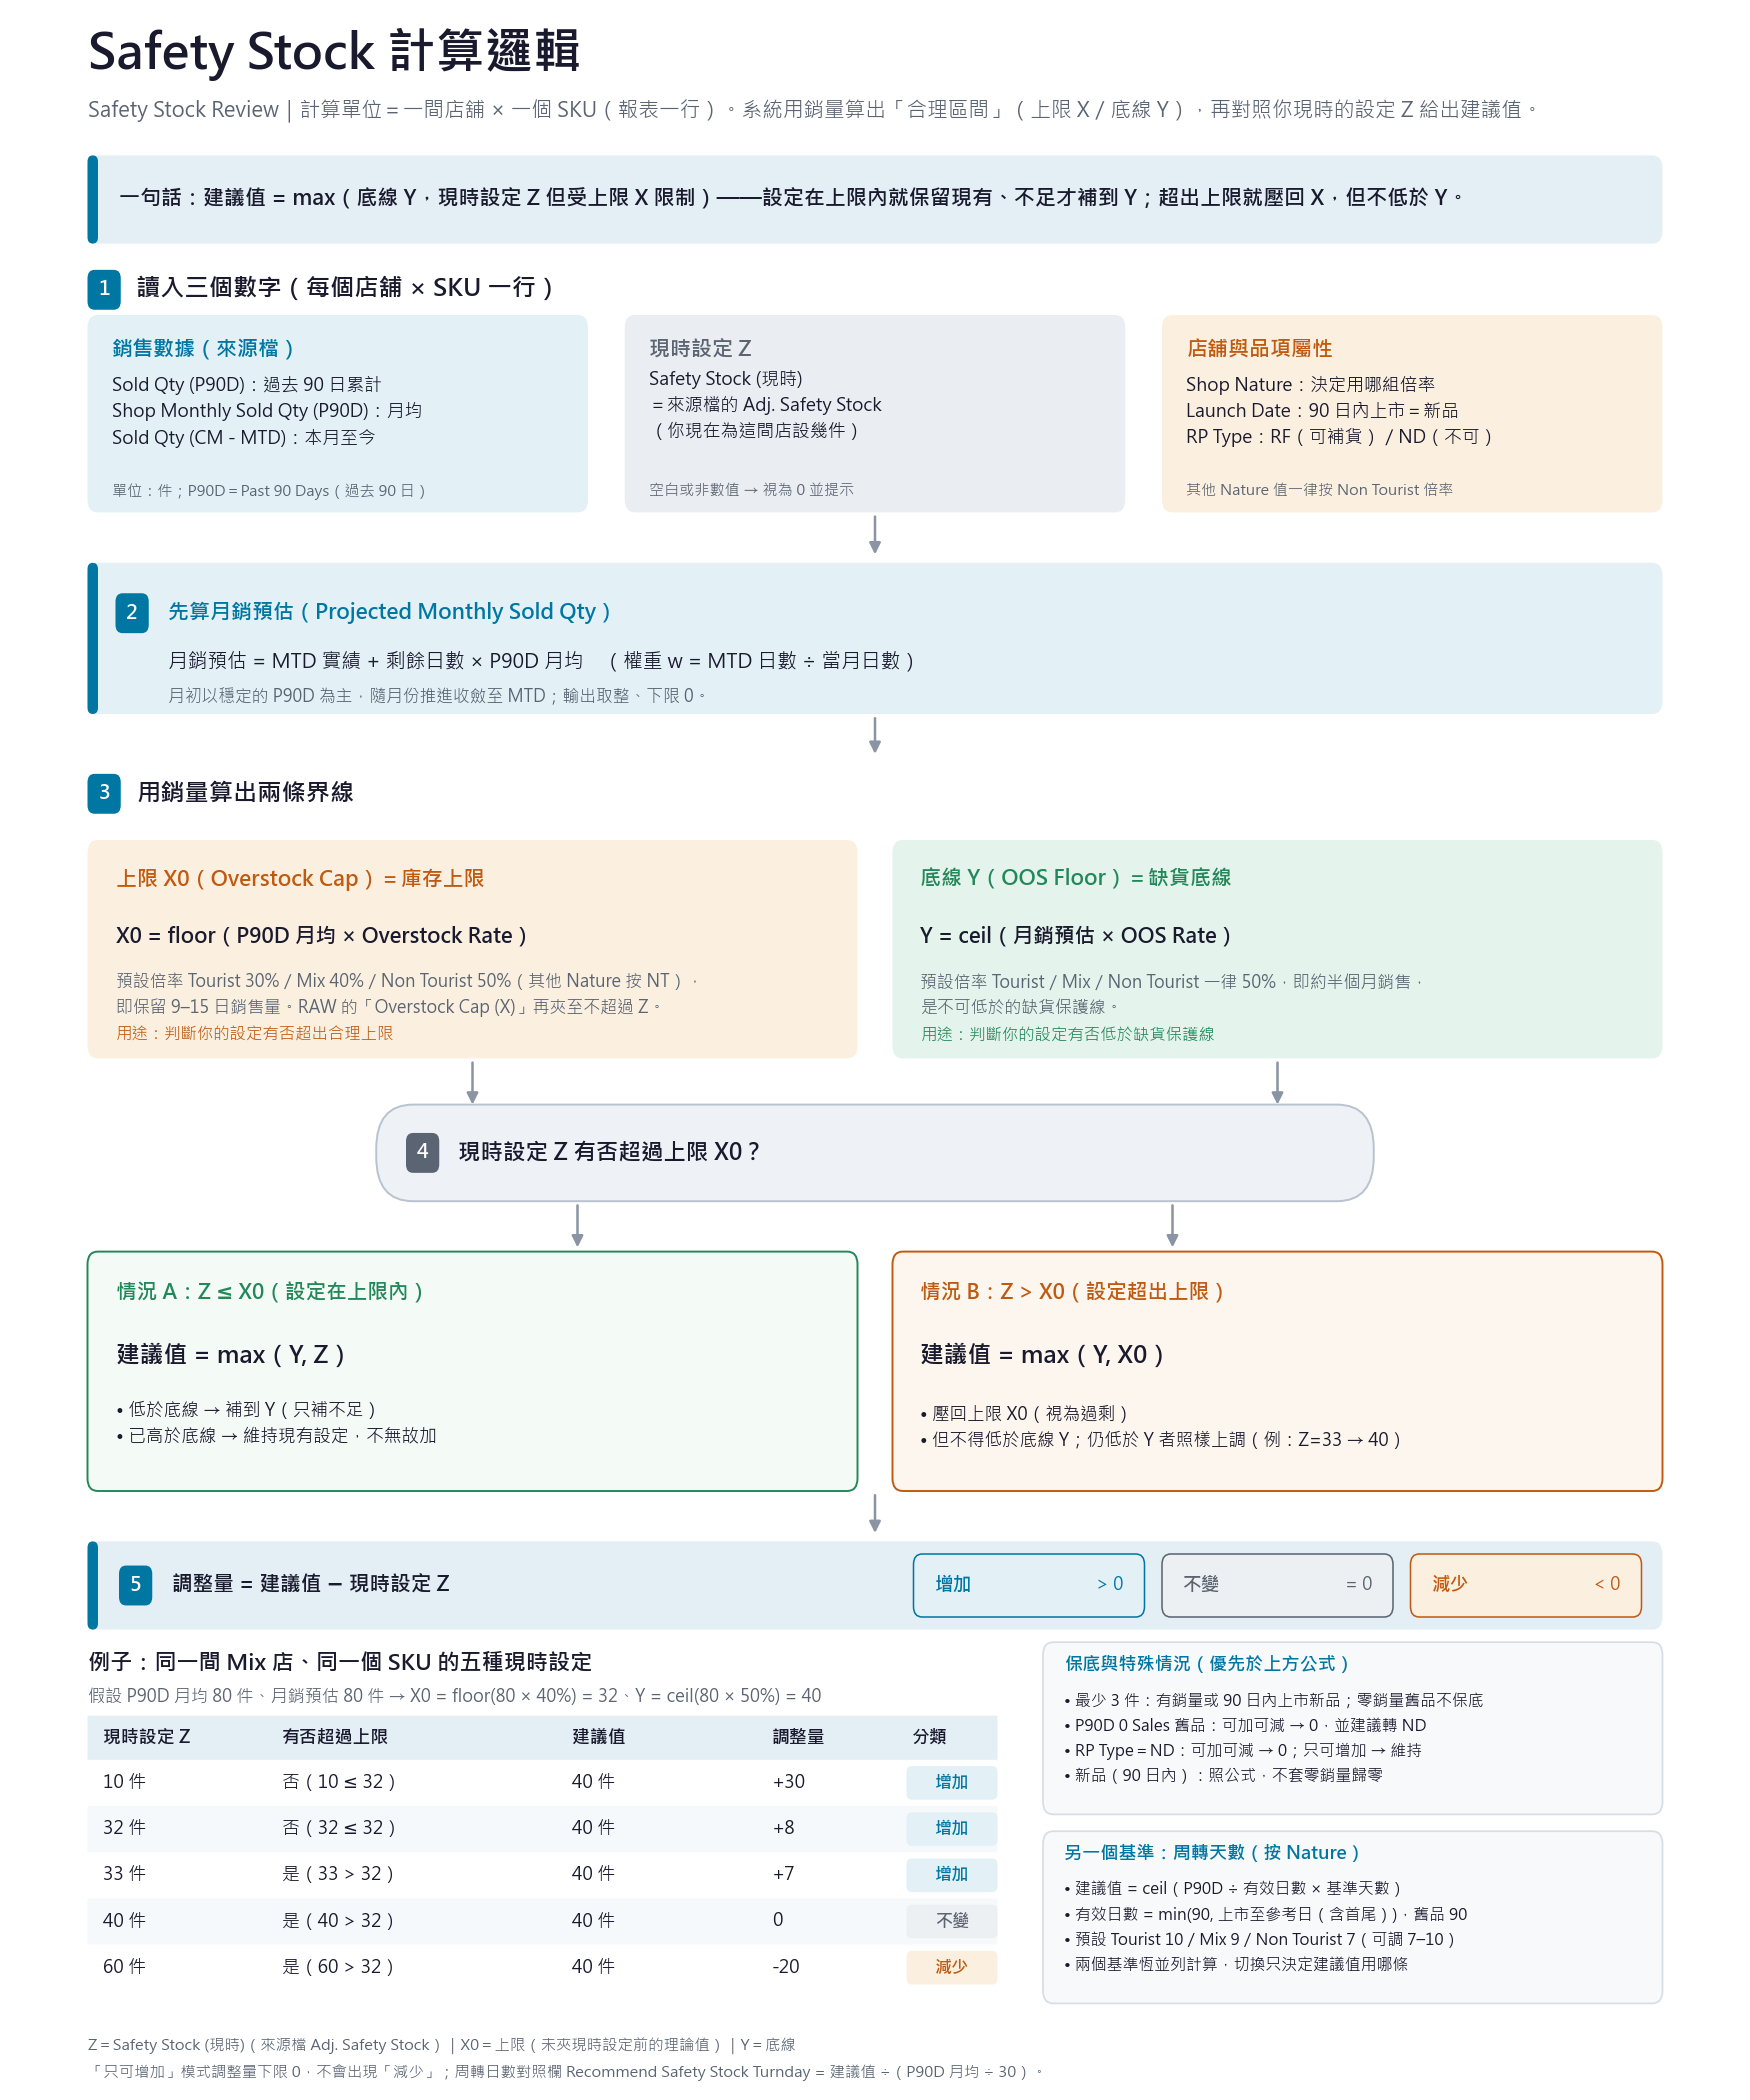 Safety Stock 計算邏輯
Safety Stock Review｜計算單位＝一間店舖 × 一個 SKU（報表一行）。系統用銷量算出「合理區間」（上限 X / 底線 Y），再對照你現時的設定 Z 給出建議值。
一句話：建議值 = max（底線 Y，現時設定 Z 但受上限 X 限制）——設定在上限內就保留現有、不足才補到 Y；超出上限就壓回 X，但不低於 Y。
1 讀入三個數字（每個店舖 × SKU 一行）
銷售數據（來源檔）
Sold Qty (P90D)：過去 90 日累計
Shop Monthly Sold Qty (P90D)：月均
Sold Qty (CM - MTD)：本月至今
單位：件；P90D＝Past 90 Days（過去 90 日）
現時設定 Z
Safety Stock (現時)
＝來源檔的 Adj. Safety Stock
（你現在為這間店設幾件）
空白或非數值 → 視為 0 並提示
店舖與品項屬性
Shop Nature：決定用哪組倍率
Launch Date：90 日內上市＝新品
RP Type：RF（可補貨）/ ND（不可）
其他 Nature 值一律按 Non Tourist 倍率
2 先算月銷預估（Projected Monthly Sold Qty）
月銷預估 = MTD 實績 + 剩餘日數 × P90D 月均　（權重 w = MTD 日數 ÷ 當月日數）
月初以穩定的 P90D 為主，隨月份推進收斂至 MTD；輸出取整、下限 0。
3 用銷量算出兩條界線
上限 X0（Overstock Cap）＝庫存上限
X0 = floor（P90D 月均 × Overstock Rate）
預設倍率 Tourist 30% / Mix 40% / Non Tourist 50%（其他 Nature 按 NT），
即保留 9–15 日銷售量。RAW 的「Overstock Cap (X)」再夾至不超過 Z。
用途：判斷你的設定有否超出合理上限
底線 Y（OOS Floor）＝缺貨底線
Y = ceil（月銷預估 × OOS Rate）
預設倍率 Tourist / Mix / Non Tourist 一律 50%，即約半個月銷售，
是不可低於的缺貨保護線。
用途：判斷你的設定有否低於缺貨保護線
4 現時設定 Z 有否超過上限 X0？
情況 A：Z ≤ X0（設定在上限內）
建議值 = max（Y, Z）
• 低於底線 → 補到 Y（只補不足）
• 已高於底線 → 維持現有設定，不無故加
情況 B：Z > X0（設定超出上限）
建議值 = max（Y, X0）
• 壓回上限 X0（視為過剩）
• 但不得低於底線 Y；仍低於 Y 者照樣上調（例：Z=33 → 40）
5 調整量 = 建議值 − 現時設定 Z
增加 > 0
不變 = 0
減少 < 0
例子：同一間 Mix 店、同一個 SKU 的五種現時設定
假設 P90D 月均 80 件、月銷預估 80 件 → X0 = floor(80 × 40%) = 32、Y = ceil(80 × 50%) = 40
現時設定 Z 有否超過上限 建議值 調整量 分類
10 件 否（10 ≤ 32） 40 件 +30 增加
32 件 否（32 ≤ 32） 40 件 +8 增加
33 件 是（33 > 32） 40 件 +7 增加
40 件 是（40 > 32） 40 件 0 不變
60 件 是（60 > 32） 40 件 -20 減少
保底與特殊情況（優先於上方公式）
• 最少 3 件：有銷量或 90 日內上市新品；零銷量舊品不保底
• P90D 0 Sales 舊品：可加可減 → 0，並建議轉 ND
• RP Type＝ND：可加可減 → 0；只可增加 → 維持
• 新品（90 日內）：照公式，不套零銷量歸零
另一個基準：周轉天數（按 Nature）
• 建議值 = ceil（P90D ÷ 有效日數 × 基準天數）
• 有效日數 = min(90, 上市至參考日（含首尾）)，舊品 90
• 預設 Tourist 10 / Mix 9 / Non Tourist 7（可調 7–10）
• 兩個基準恆並列計算，切換只決定建議值用哪條
Z＝Safety Stock (現時)（來源檔 Adj. Safety Stock）｜X0＝上限（未夾現時設定前的理論值）｜Y＝底線
「只可增加」模式調整量下限 0，不會出現「減少」；周轉日數對照欄 Recommend Safety Stock Turnday = 建議值 ÷（P90D 月均 ÷ 30）。